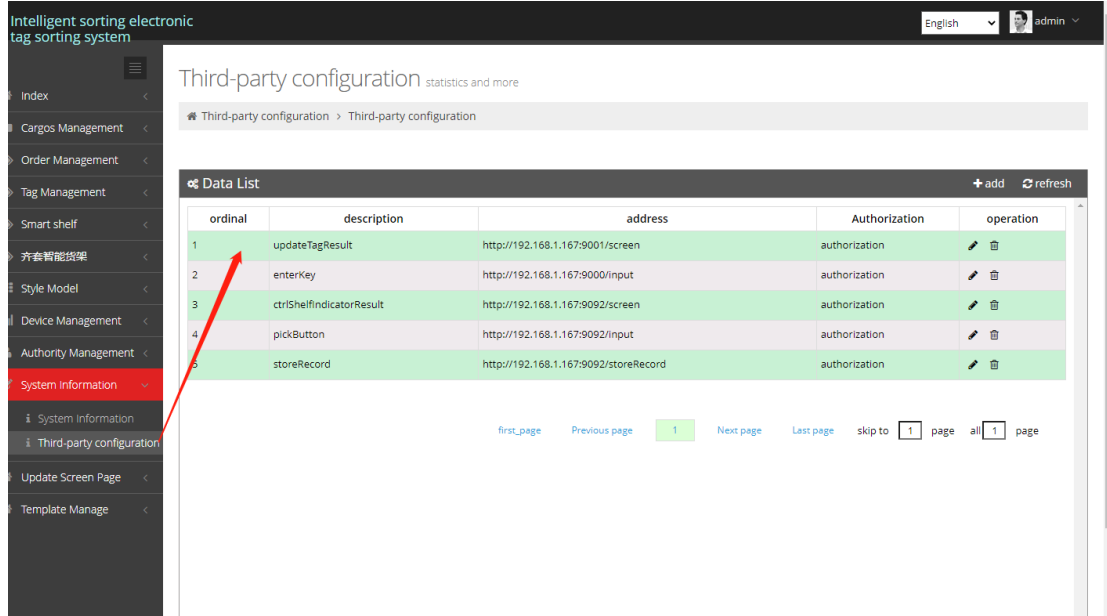 Intelligent sorting electronic
tag sorting system
English
admin
Index
Cargos Management
Order Management
Tag Management
Smart shelf
齐套智能货架
Style Model
Device Management
Authority Management
System Information
System Information
Third-party configuration
Update Screen Page
Template Manage
Third-party configuration statistics and more
Third-party configuration > Third-party configuration
Data List
add refresh
ordinal description address Authorization operation
1 updateTagResult http://192.168.1.167:9001/screen authorization
2 enterKey http://192.168.1.167:9000/input authorization
3 ctrlShelfIndicatorResult http://192.168.1.167:9092/screen authorization
4 pickButton http://192.168.1.167:9092/input authorization
5 storeRecord http://192.168.1.167:9092/storeRecord authorization
first_page Previous page 1 Next page Last page skip to 1 page all 1 page